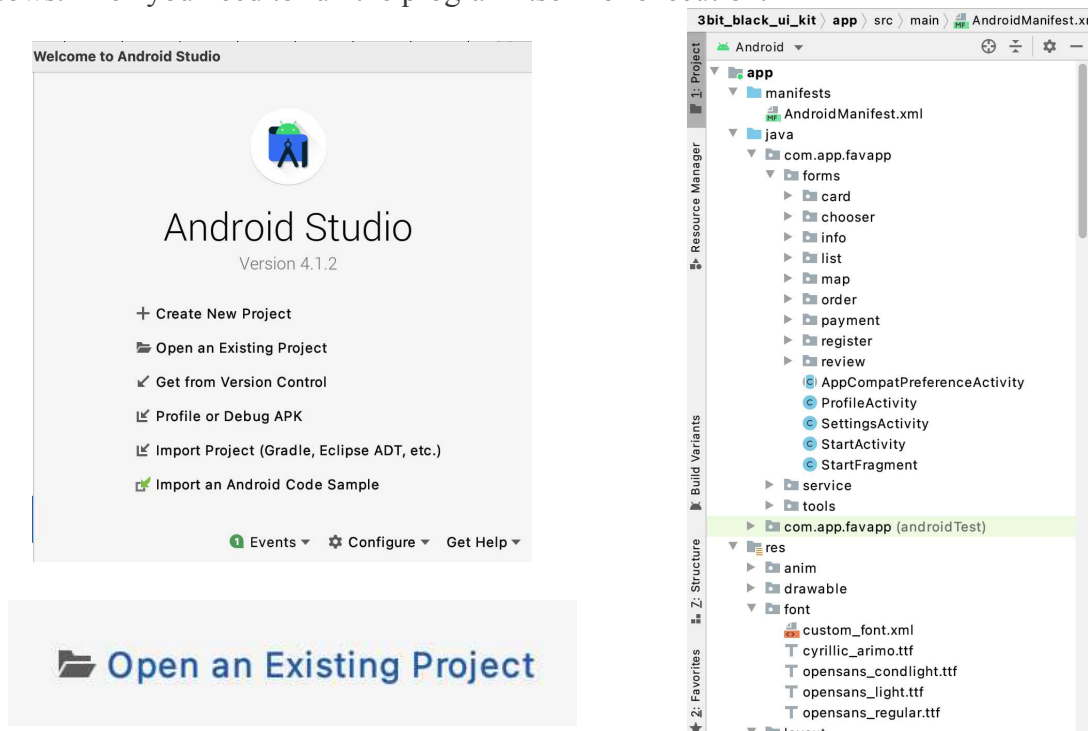 Welcome to Android Studio
Android Studio
Version 4.1.2
Create New Project
Open an Existing Project
Get from Version Control
Profile or Debug APK
Import Project (Gradle, Eclipse ADT, etc.)
Import an Android Code Sample
1 Events Configure Get Help
Open an Existing Project
3bit_black_ui_kit app src main AndroidManifest.xm
Android
1: Project
Resource Manager
Build Variants
Z: Structure
2: Favorites
app
manifests
AndroidManifest.xml
java
com.app.favapp
forms
card
chooser
info
list
map
order
payment
register
review
AppCompatPreferenceActivity
ProfileActivity
SettingsActivity
StartActivity
StartFragment
service
tools
com.app.favapp (androidTest)
res
anim
drawable
font
custom_font.xml
cyrillic_arimo.ttf
opensans_condlight.ttf
opensans_light.ttf
opensans_regular.ttf